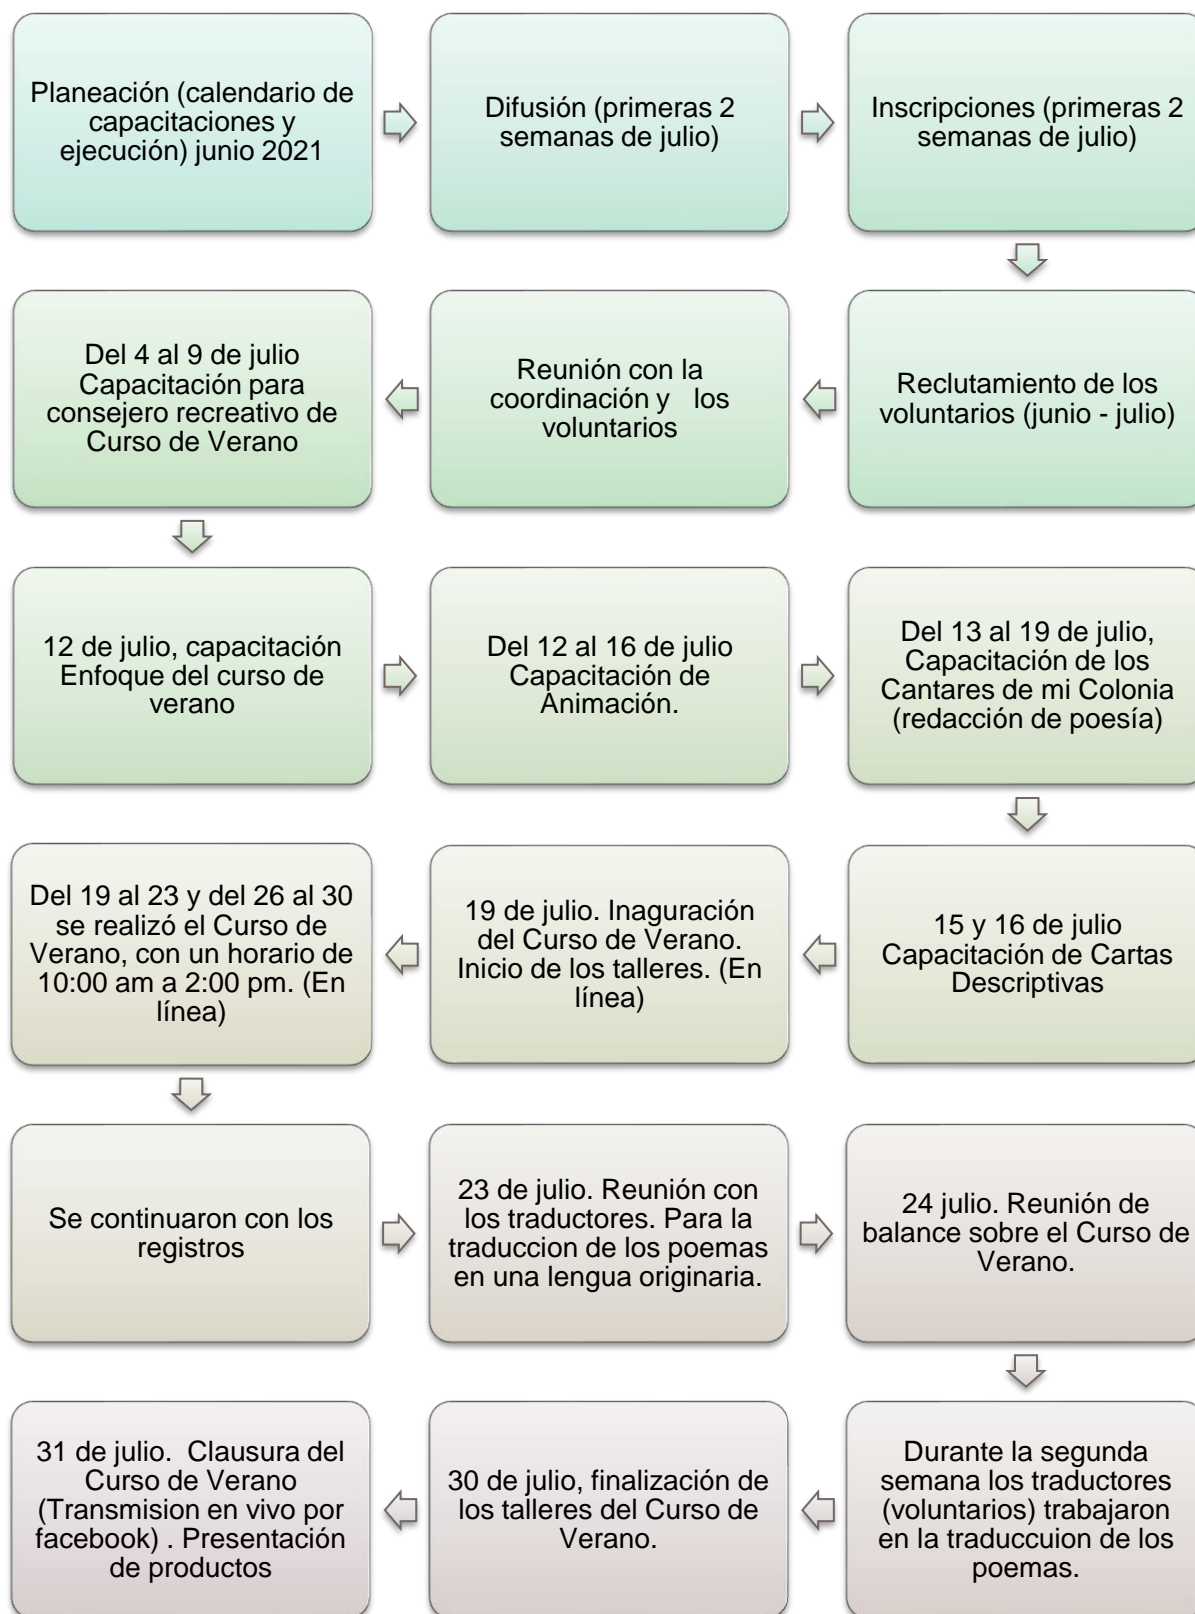 Planeación (calendario de
capacitaciones y
ejecución) junio 2021
Difusión (primeras 2
semanas de julio)
Inscripciones (primeras 2
semanas de julio)
Reclutamiento de los
voluntarios (junio - julio)
Reunión con la
coordinación y los
voluntarios
Del 4 al 9 de julio
Capacitación para
consejero recreativo de
Curso de Verano
12 de julio, capacitación
Enfoque del curso de
verano
Del 12 al 16 de julio
Capacitación de
Animación.
Del 13 al 19 de julio,
Capacitación de los
Cantares de mi Colonia
(redacción de poesía)
15 y 16 de julio
Capacitación de Cartas
Descriptivas
19 de julio. Inaguración
del Curso de Verano.
Inicio de los talleres. (En
línea)
Del 19 al 23 y del 26 al 30
se realizó el Curso de
Verano, con un horario de
10:00 am a 2:00 pm. (En
línea)
Se continuaron con los
registros
23 de julio. Reunión con
los traductores. Para la
traduccion de los poemas
en una lengua originaria.
24 julio. Reunión de
balance sobre el Curso de
Verano.
Durante la segunda
semana los traductores
(voluntarios) trabajaron
en la traduccuion de los
poemas.
30 de julio, finalización de
los talleres del Curso de
Verano.
31 de julio. Clausura del
Curso de Verano
(Transmision en vivo por
facebook) . Presentación
de productos